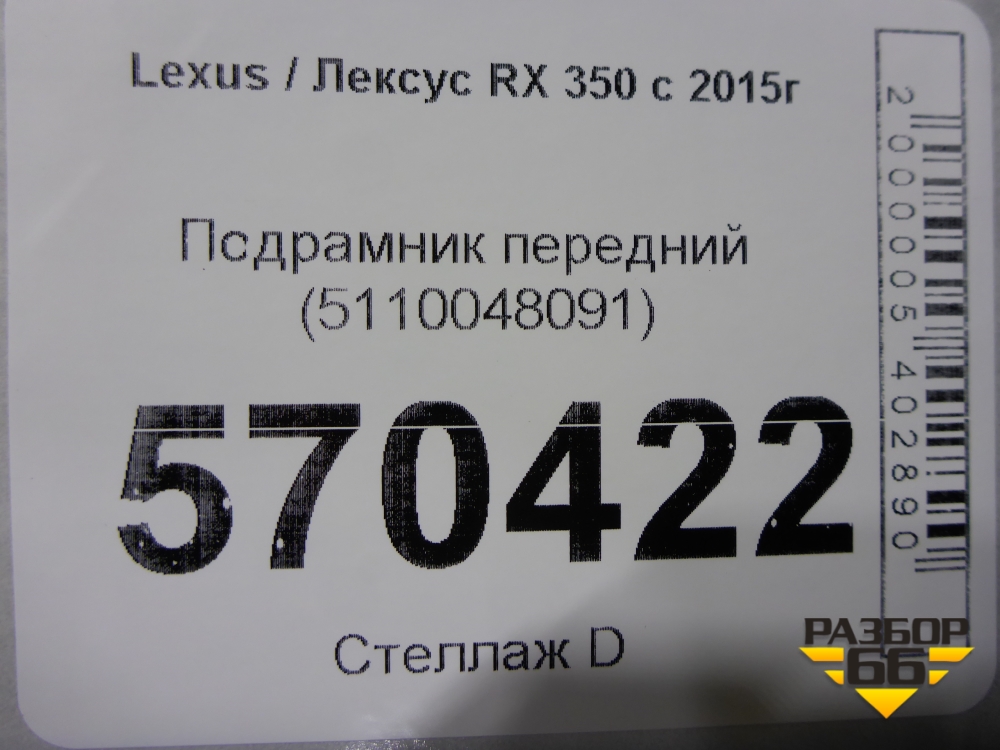 Lexus / Лексус RX 350 с 2015г
Подрамник передний
(5110048091)
570422
Стеллаж D
2000005402890
РАЗБОР
66